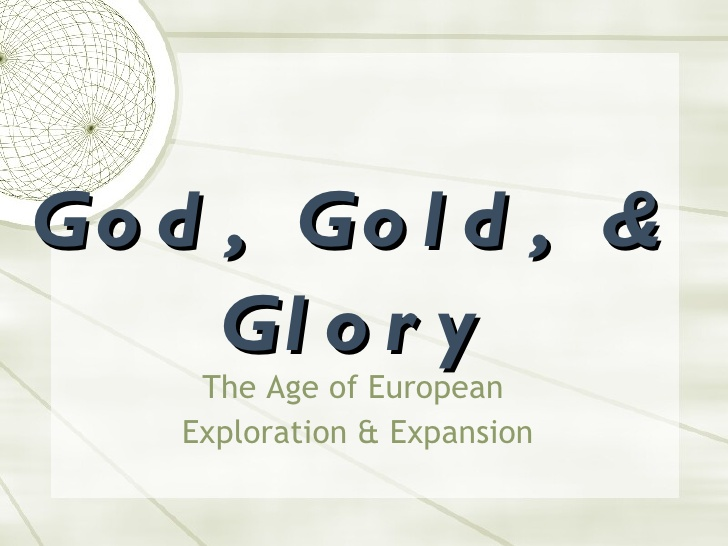 God, Gold, &
Glory
The Age of European
Exploration & Expansion